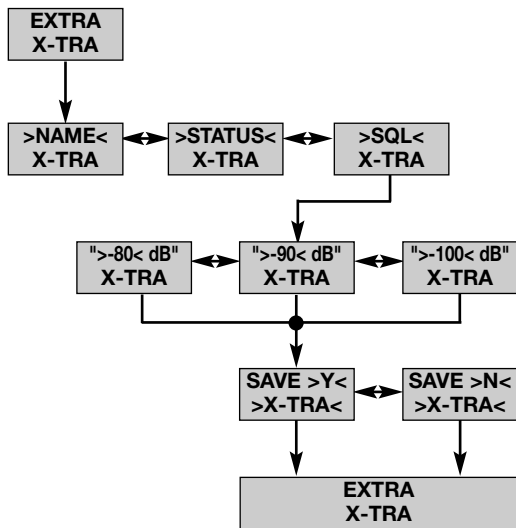 EXTRA
X-TRA
>NAME<
X-TRA
>STATUS<
X-TRA
>SQL<
X-TRA
">-80< dB"
X-TRA
">-90< dB"
X-TRA
">-100< dB"
X-TRA
SAVE >Y<
>X-TRA<
SAVE >N<
>X-TRA<
EXTRA
X-TRA